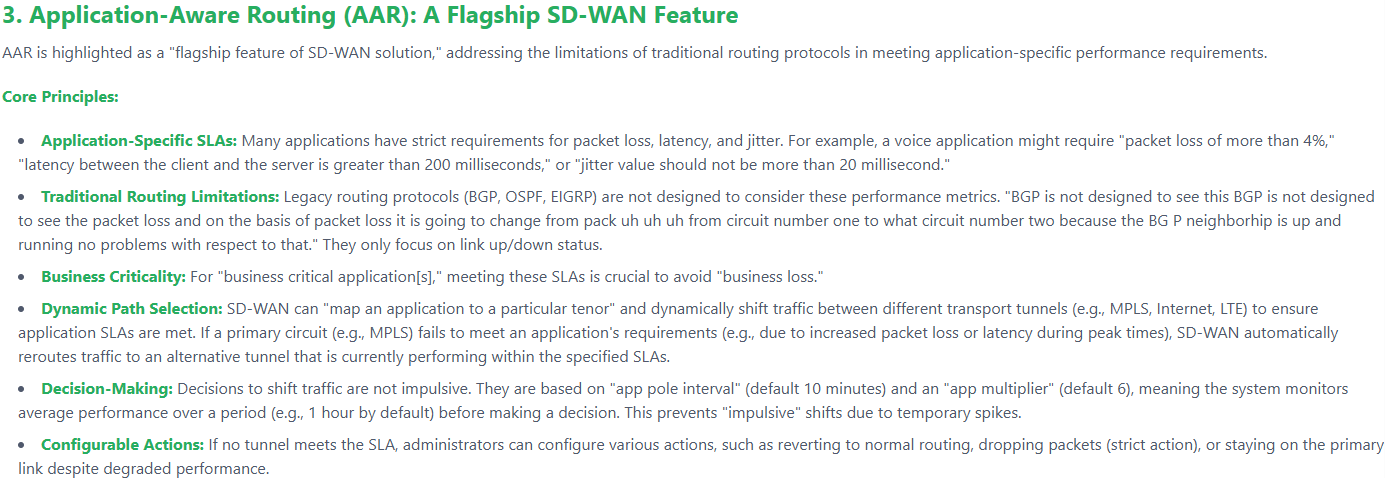 3. Application-Aware Routing (AAR): A Flagship SD-WAN Feature
AAR is highlighted as a "flagship feature of SD-WAN solution," addressing the limitations of traditional routing protocols in meeting application-specific performance requirements.
Core Principles:
• Application-Specific SLAs: Many applications have strict requirements for packet loss, latency, and jitter. For example, a voice application might require "packet loss of more than 4%,"
"latency between the client and the server is greater than 200 milliseconds," or "jitter value should not be more than 20 millisecond."
• Traditional Routing Limitations: Legacy routing protocols (BGP, OSPF, EIGRP) are not designed to consider these performance metrics. "BGP is not designed to see this BGP is not designed
to see the packet loss and on the basis of packet loss it is going to change from pack uh uh uh from circuit number one to what circuit number two because the BG P neighborhip is up and
running no problems with respect to that." They only focus on link up/down status.
• Business Criticality: For "business critical application[s]," meeting these SLAs is crucial to avoid "business loss."
• Dynamic Path Selection: SD-WAN can "map an application to a particular tenor" and dynamically shift traffic between different transport tunnels (e.g., MPLS, Internet, LTE) to ensure
application SLAs are met. If a primary circuit (e.g., MPLS) fails to meet an application's requirements (e.g., due to increased packet loss or latency during peak times), SD-WAN automatically
reroutes traffic to an alternative tunnel that is currently performing within the specified SLAs.
• Decision-Making: Decisions to shift traffic are not impulsive. They are based on "app pole interval" (default 10 minutes) and an "app multiplier" (default 6), meaning the system monitors
average performance over a period (e.g., 1 hour by default) before making a decision. This prevents "impulsive" shifts due to temporary spikes.
• Configurable Actions: If no tunnel meets the SLA, administrators can configure various actions, such as reverting to normal routing, dropping packets (strict action), or staying on the primary
link despite degraded performance.